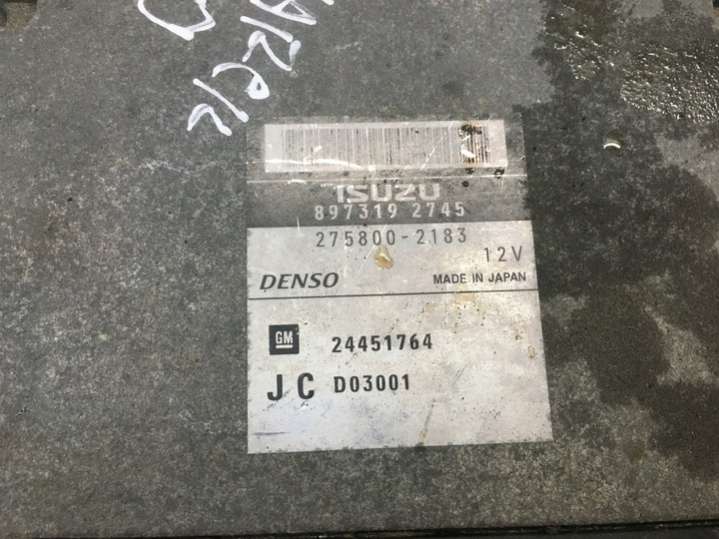 ISUZU
897319 2745
275800-2183
12V
DENSO MADE IN JAPAN
GM 24451764
JC D03001